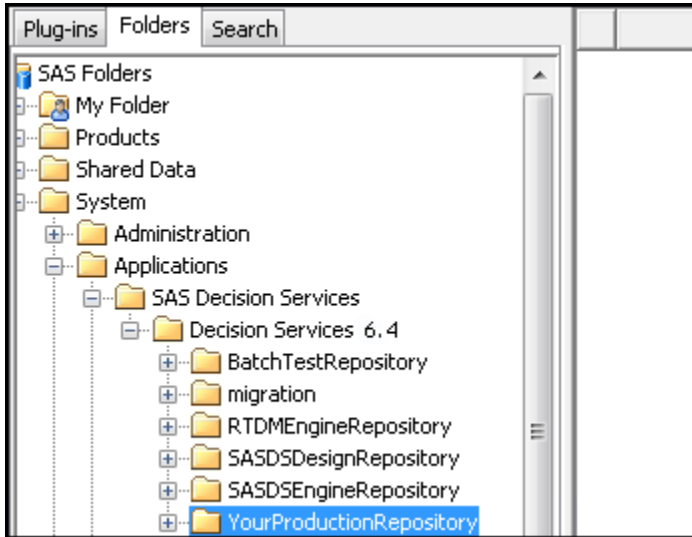 Plug-ins Folders Search
SAS Folders
My Folder
Products
Shared Data
System
Administration
Applications
SAS Decision Services
Decision Services 6.4
BatchTestRepository
migration
RTDMEngineRepository
SASDSDesignRepository
SASDSEngineRepository
YourProductionRepository